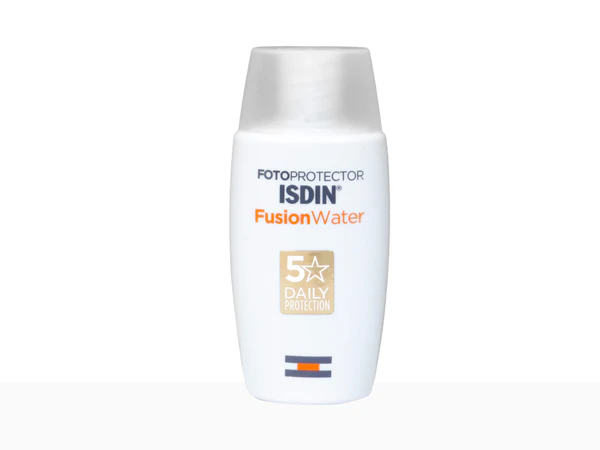 FOTOPROTECTOR
ISDIN®
FusionWater
5☆
DAILY
PROTECTION